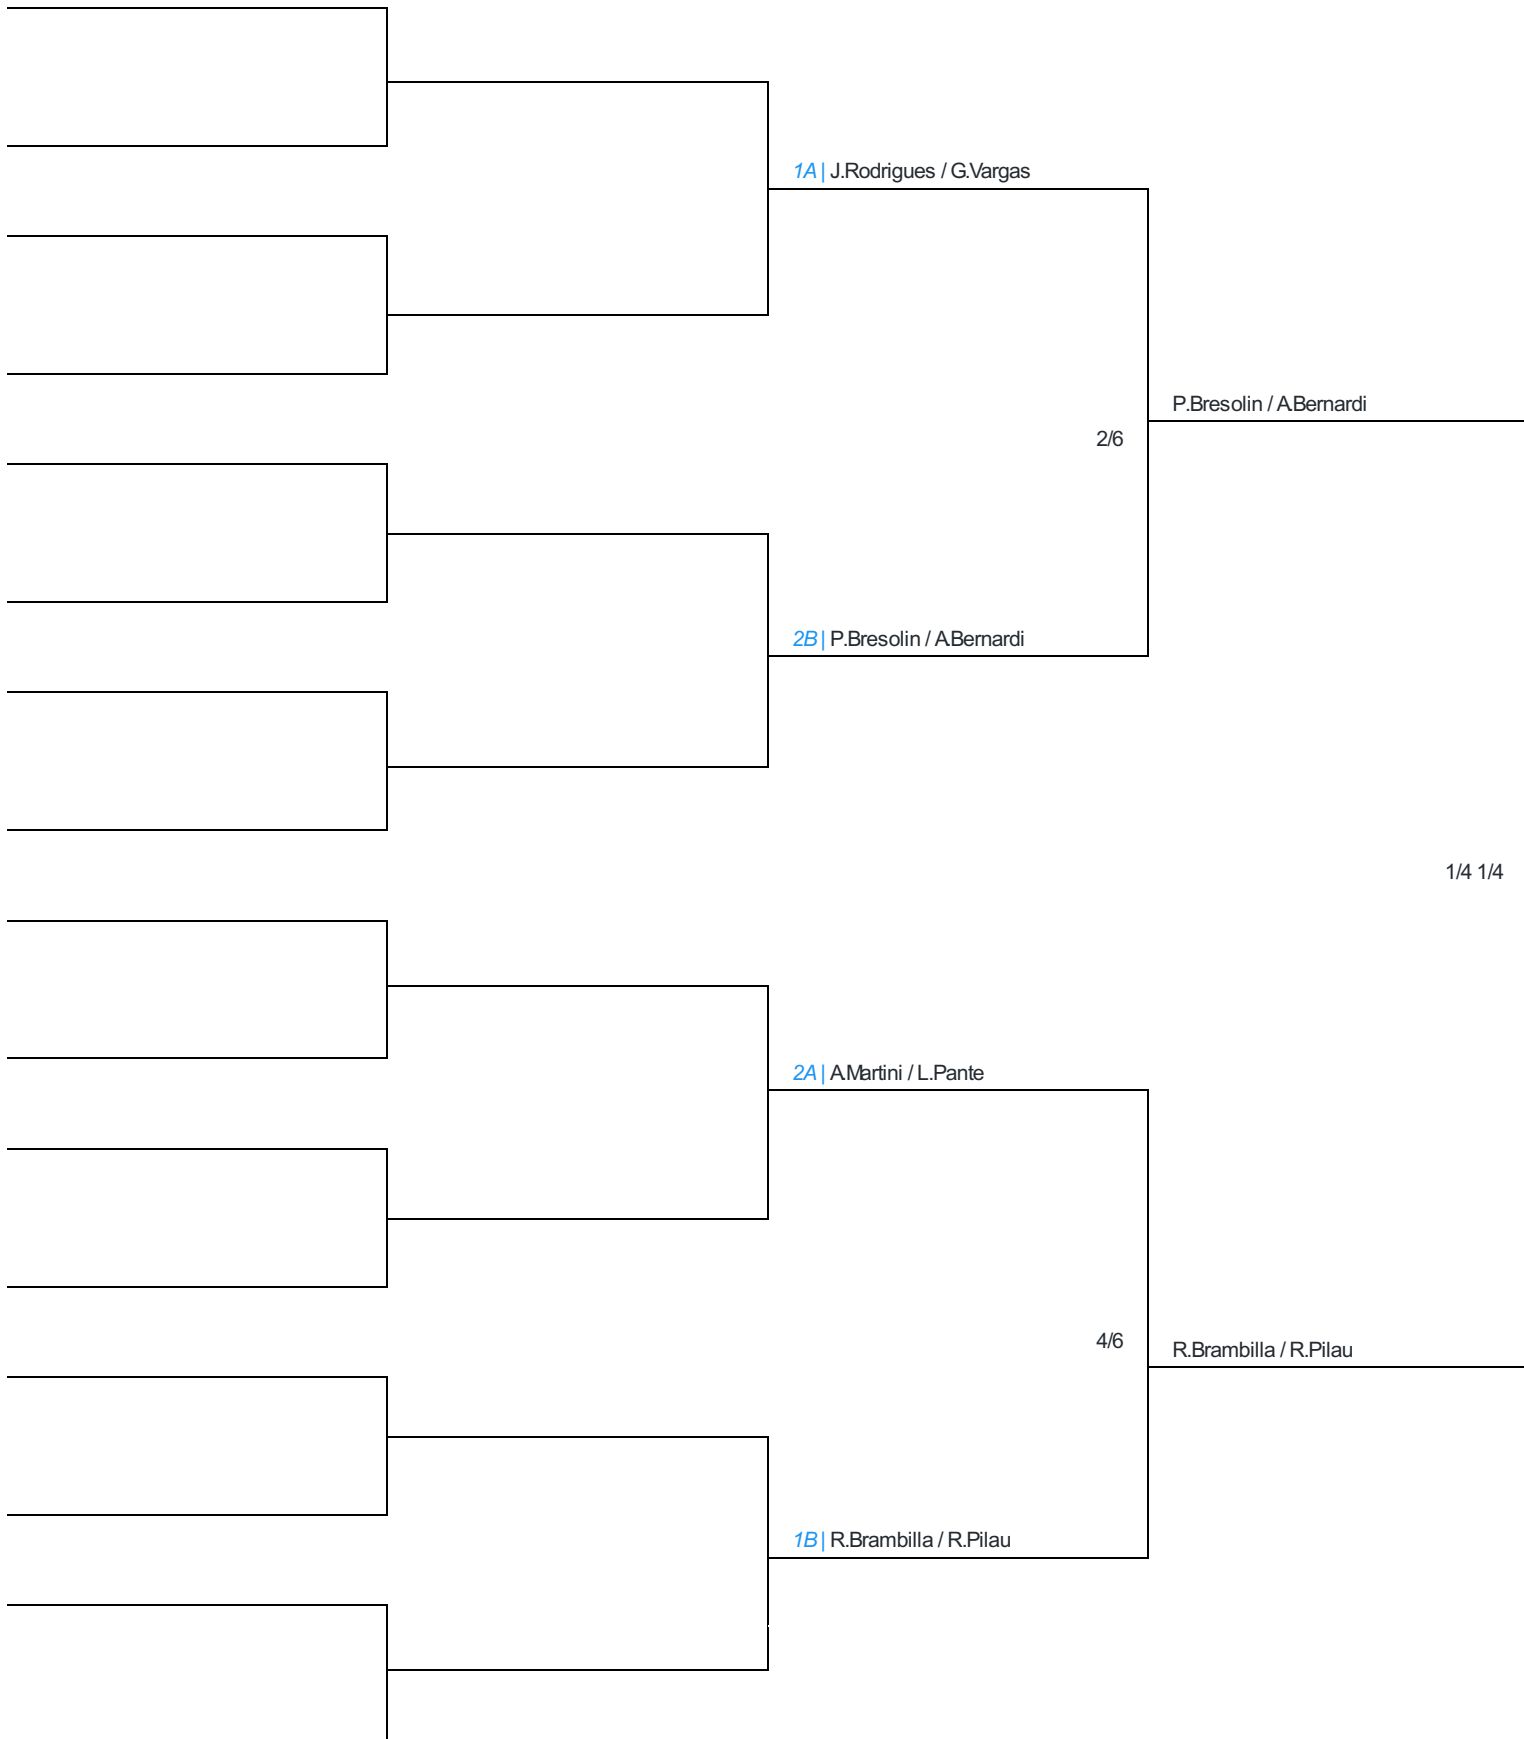 1A | J.Rodrigues / G.Vargas
P.Bresolin / A.Bernardi
2/6
2B | P.Bresolin / A.Bernardi
1/4 1/4
2A | A.Martini / L.Pante
4/6
R.Brambilla / R.Pilau
1B | R.Brambilla / R.Pilau